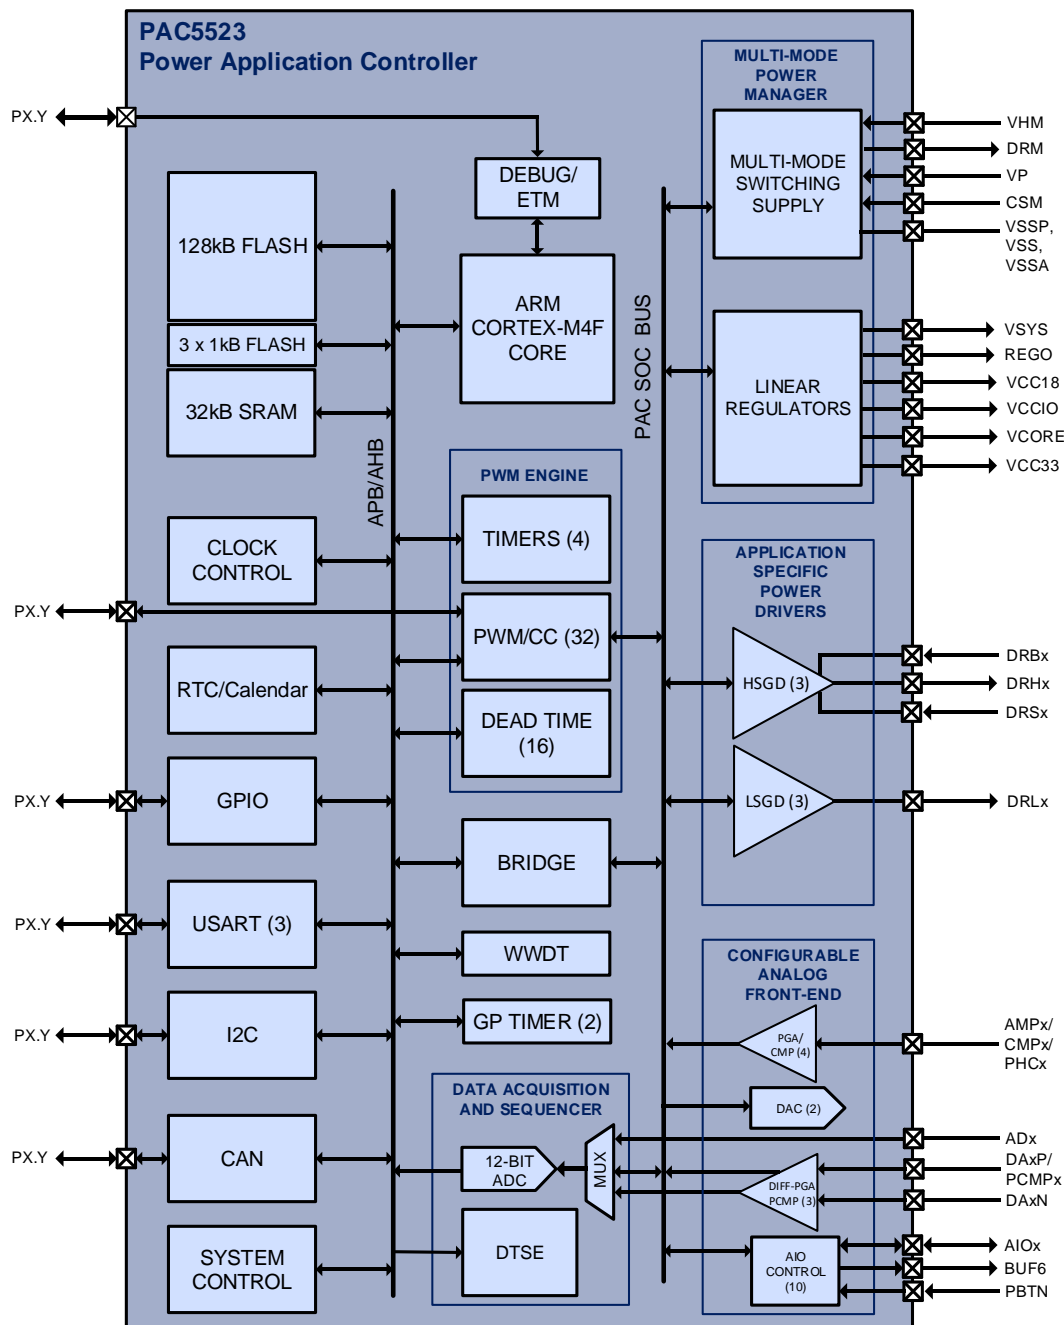 PAC5523
Power Application Controller
PX.Y
DEBUG/
ETM
128kB FLASH
3 x 1kB FLASH
32kB SRAM
ARM
CORTEX-M4F
CORE
APB/AHB
PAC SOC BUS
MULTI-MODE
POWER
MANAGER
MULTI-MODE
SWITCHING
SUPPLY
VHM
DRM
VP
CSM
VSSP,
VSS,
VSSA
LINEAR
REGULATORS
VSYS
REGO
VCC18
VCCIO
VCORE
VCC33
PWM ENGINE
TIMERS (4)
PWM/CC (32)
DEAD TIME
(16)
CLOCK
CONTROL
PX.Y
RTC/Calendar
PX.Y
GPIO
APPLICATION
SPECIFIC
POWER
DRIVERS
HSGD (3)
DRBx
DRHx
DRSx
LSGD (3)
DRLx
BRIDGE
PX.Y
USART (3)
WWDT
PX.Y
I2C
GP TIMER (2)
CONFIGURABLE
ANALOG
FRONT-END
PGA/
CMP (4)
AMPx/
CMPx/
PHCx
DAC (2)
DATA ACQUISITION
AND SEQUENCER
PX.Y
CAN
12-BIT
ADC
MUX
DIFF-PGA
PCMP (3)
ADx
DAxP/
PCMPx
DAxN
SYSTEM
CONTROL
DTSE
AIO
CONTROL
(10)
AIOx
BUF6
PBTN